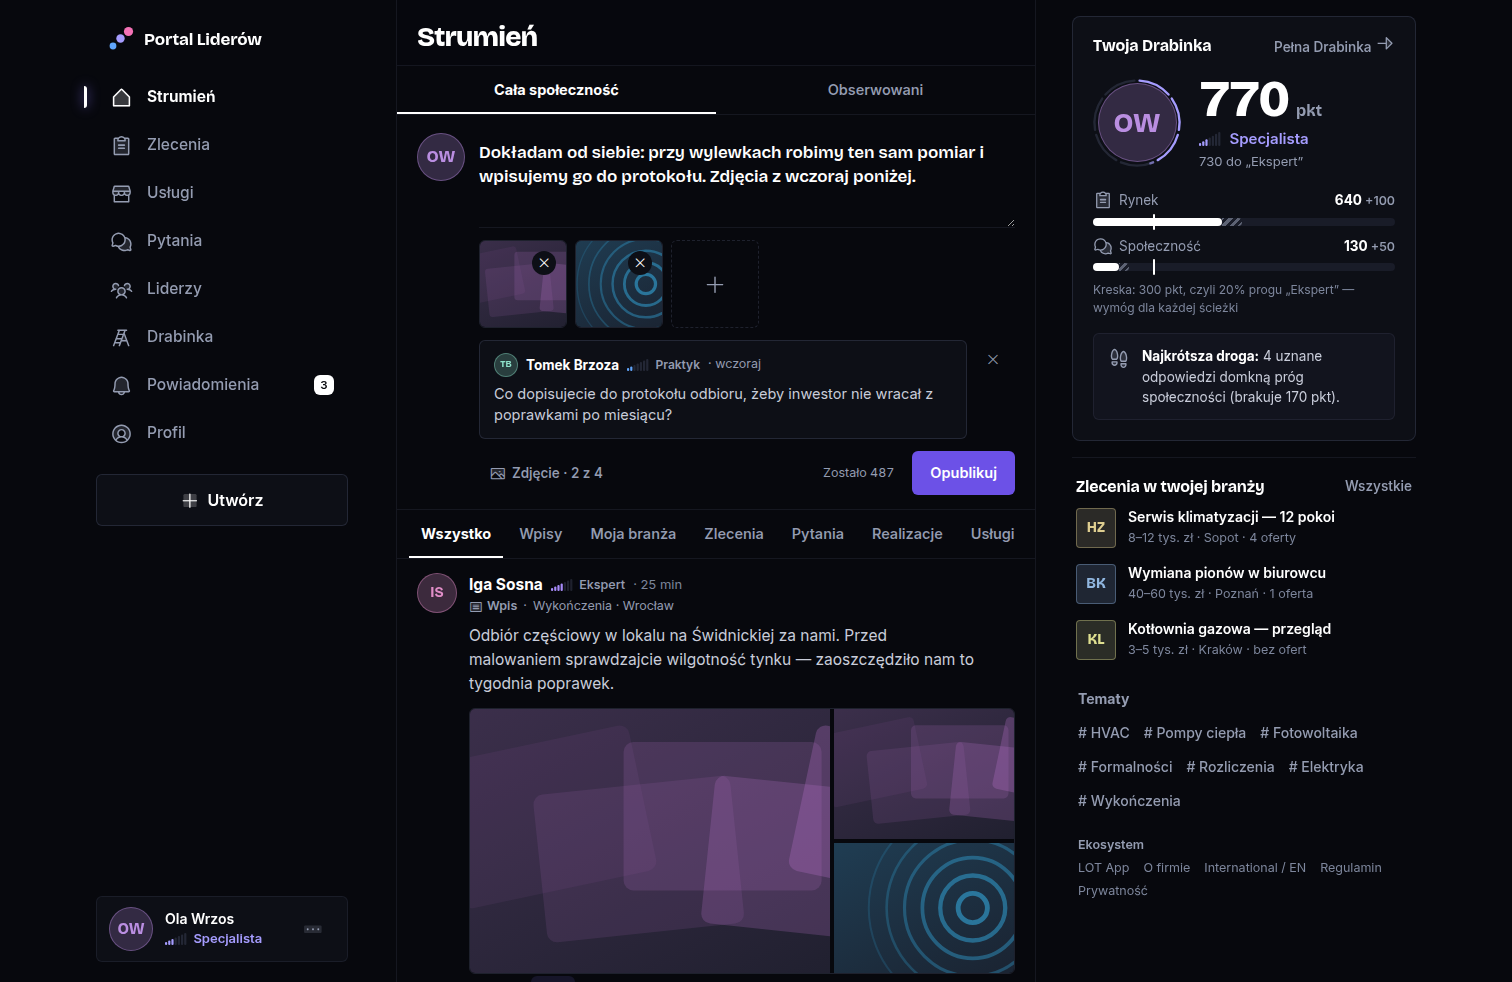 Portal Liderów
Strumień
Zlecenia
Usługi
Pytania
Liderzy
Drabinka
Powiadomienia 3
Profil
Utwórz
OW
Ola Wrzos
Specjalista
Strumień
Cała społeczność Obserwowani
OW
Dokładam od siebie: przy wylewkach robimy ten sam pomiar i
wpisujemy go do protokołu. Zdjęcia z wczoraj poniżej.
TB Tomek Brzoza Praktyk · wczoraj
Co dopisujecie do protokołu odbioru, żeby inwestor nie wracał z
poprawkami po miesiącu?
Zdjęcie · 2 z 4 Zostało 487 Opublikuj
Wszystko Wpisy Moja branża Zlecenia Pytania Realizacje Usługi
IS
Iga Sosna Ekspert · 25 min
Wpis · Wykończenia · Wrocław
Odbiór częściowy w lokalu na Świdnickiej za nami. Przed
malowaniem sprawdzajcie wilgotność tynku — zaoszczędziło nam to
tygodnia poprawek.
Twoja Drabinka Pełna Drabinka
OW
770 pkt
Specjalista
730 do „Ekspert”
Rynek 640 +100
Społeczność 130 +50
Kreska: 300 pkt, czyli 20% progu „Ekspert” —
wymóg dla każdej ścieżki
Najkrótsza droga: 4 uznane
odpowiedzi domkną próg
społeczności (brakuje 170 pkt).
Zlecenia w twojej branży Wszystkie
HZ
Serwis klimatyzacji — 12 pokoi
8–12 tys. zł · Sopot · 4 oferty
BK
Wymiana pionów w biurowcu
40–60 tys. zł · Poznań · 1 oferta
KL
Kotłownia gazowa — przegląd
3–5 tys. zł · Kraków · bez ofert
Tematy
# HVAC # Pompy ciepła # Fotowoltaika
# Formalności # Rozliczenia # Elektryka
# Wykończenia
Ekosystem
LOT App O firmie International / EN Regulamin
Prywatność